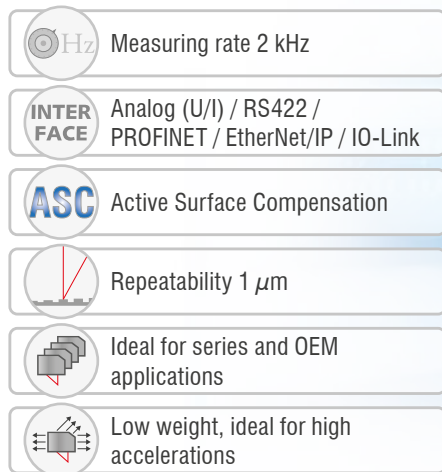 Hz
Measuring rate 2 kHz
INTER
FACE
Analog (U/I) / RS422 /
PROFINET / EtherNet/IP / IO-Link
ASC
Active Surface Compensation
Repeatability 1 μm
Ideal for series and OEM
applications
Low weight, ideal for high
accelerations